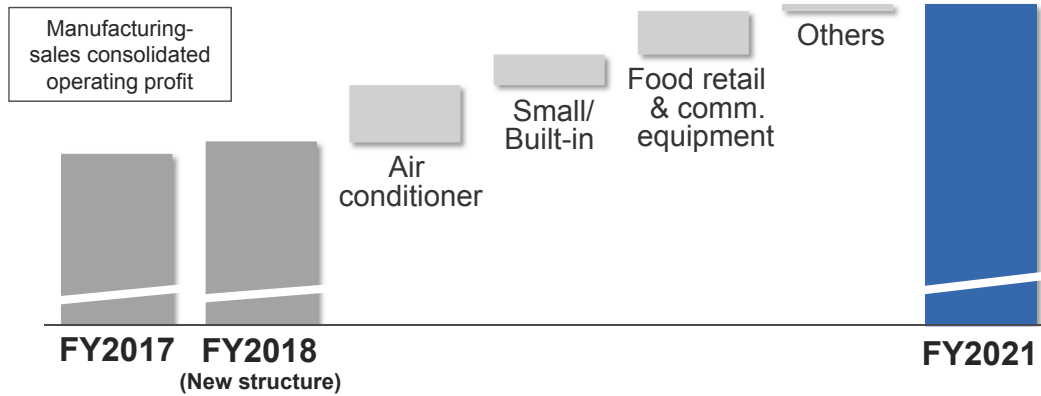 Manufacturing-
sales consolidated
operating profit
Others
Food retail
& comm.
equipment
Small/
Built-in
Air
conditioner
FY2017
FY2018
(New structure)
FY2021